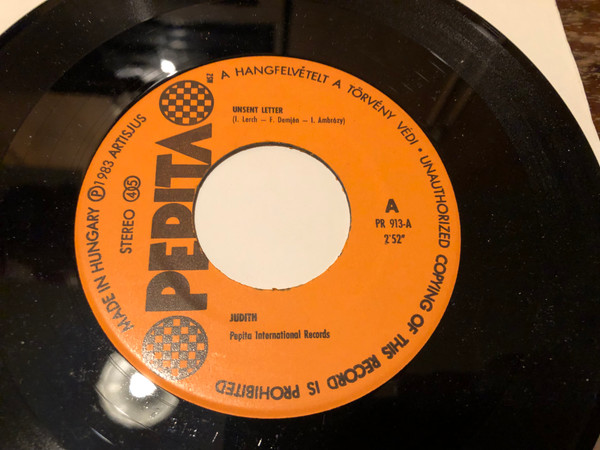 A HANGFELVÉTELT A TÖRVÉNY VÉDI · UNAUTHORIZED COPYING OF THIS RECORD IS PROHIBITED
MADE IN HUNGARY Ⓟ 1983 ARTISJUS
STEREO 45
PEPITA
UNSENT LETTER
(I. Lerch – F. Demjén – I. Ambrózy)
A
PR 913-A
2'52"
JUDITH
Pepita International Records